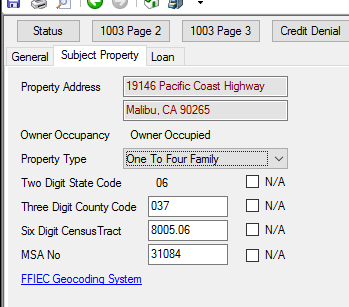 Status 1003 Page 2 1003 Page 3 Credit Denial
General Subject Property Loan
Property Address 19146 Pacific Coast Highway
Malibu, CA 90265
Owner Occupancy Owner Occupied
Property Type One To Four Family
Two Digit State Code 06 N/A
Three Digit County Code 037 N/A
Six Digit CensusTract 8005.06 N/A
MSA No 31084 N/A
FFIEC Geocoding System